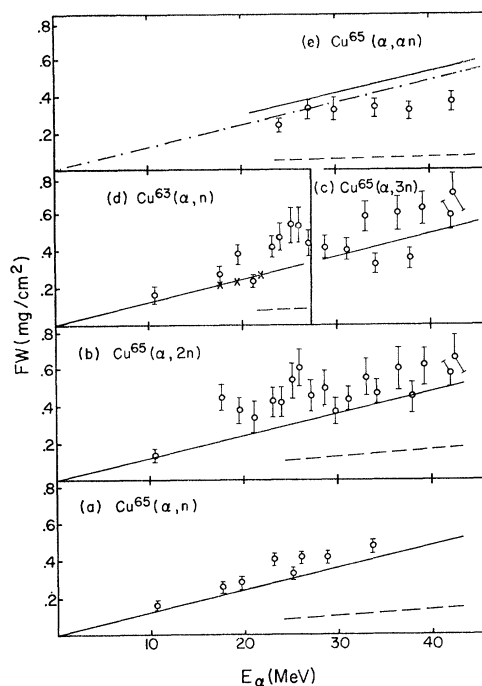 .8
.6
.4
.2
(e) Cu⁶⁵(α,αn)
(d) Cu⁶³(α,n)
(c) Cu⁶⁵(α,3n)
.6
.4
.2
FW (mg/cm²)
(b) Cu⁶⁵(α,2n)
.8
.6
.4
.2
(a) Cu⁶⁵(α,n)
.8
.6
.4
.2
10
20
30
40
Eα(MeV)